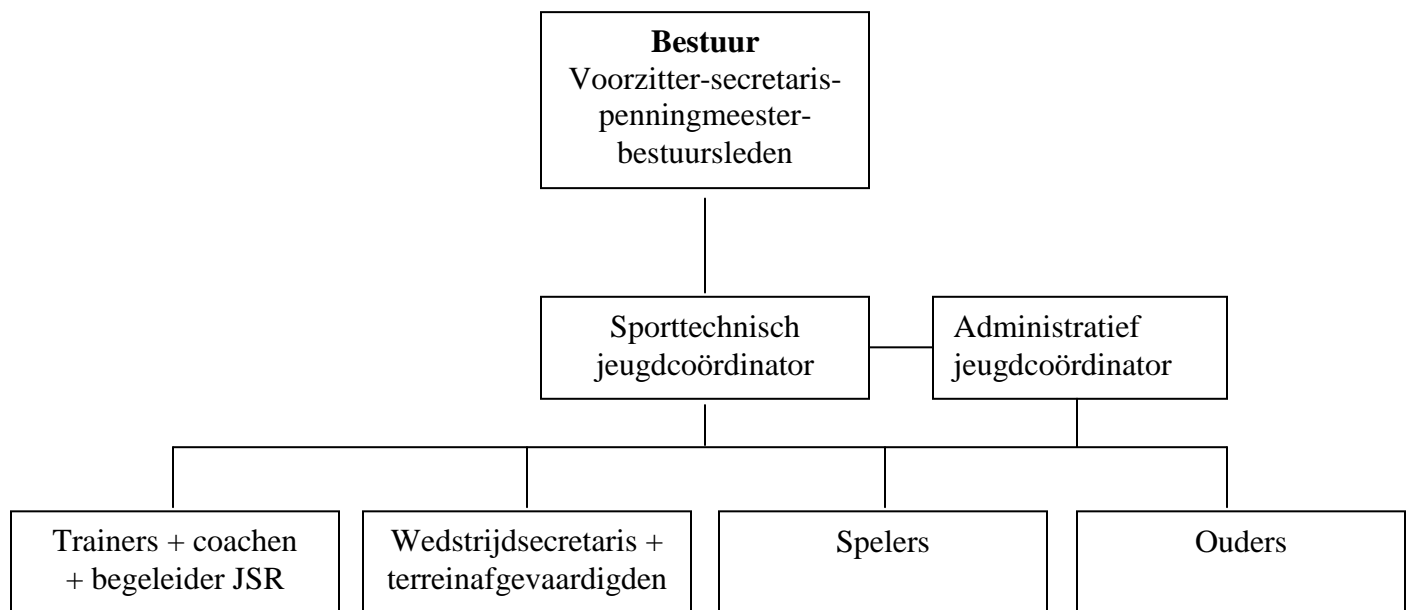 Bestuur
Voorzitter-secretaris-
penningmeester-
bestuursleden
Sporttechnisch
jeugdcoördinator
Administratief
jeugdcoördinator
Trainers + coachen
+ begeleider JSR
Wedstrijdsecretaris +
terreinafgevaardigden
Spelers
Ouders